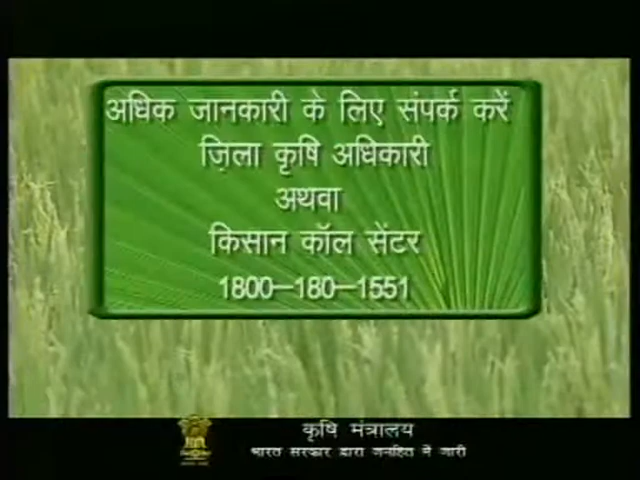 अधिक जानकारी के लिए संपर्क करें
ज़िला कृषि अधिकारी
अथवा
किसान कॉल सेंटर
1800-180-1551
कृषि मंत्रालय
भारत सरकार द्वारा जनहित में जारी